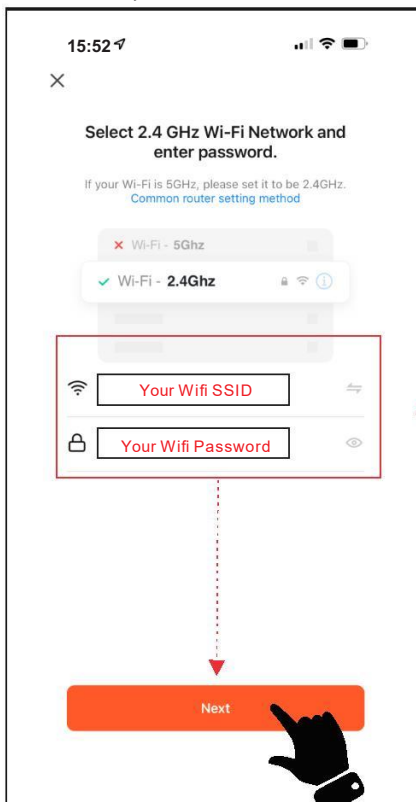 15:52
Select 2.4 GHz Wi-Fi Network and
enter password.
If your Wi-Fi is 5GHz, please set it to be 2.4GHz.
Common router setting method
Wi-Fi - 5Ghz
Wi-Fi - 2.4Ghz
Your Wifi SSID
Your Wifi Password
Next